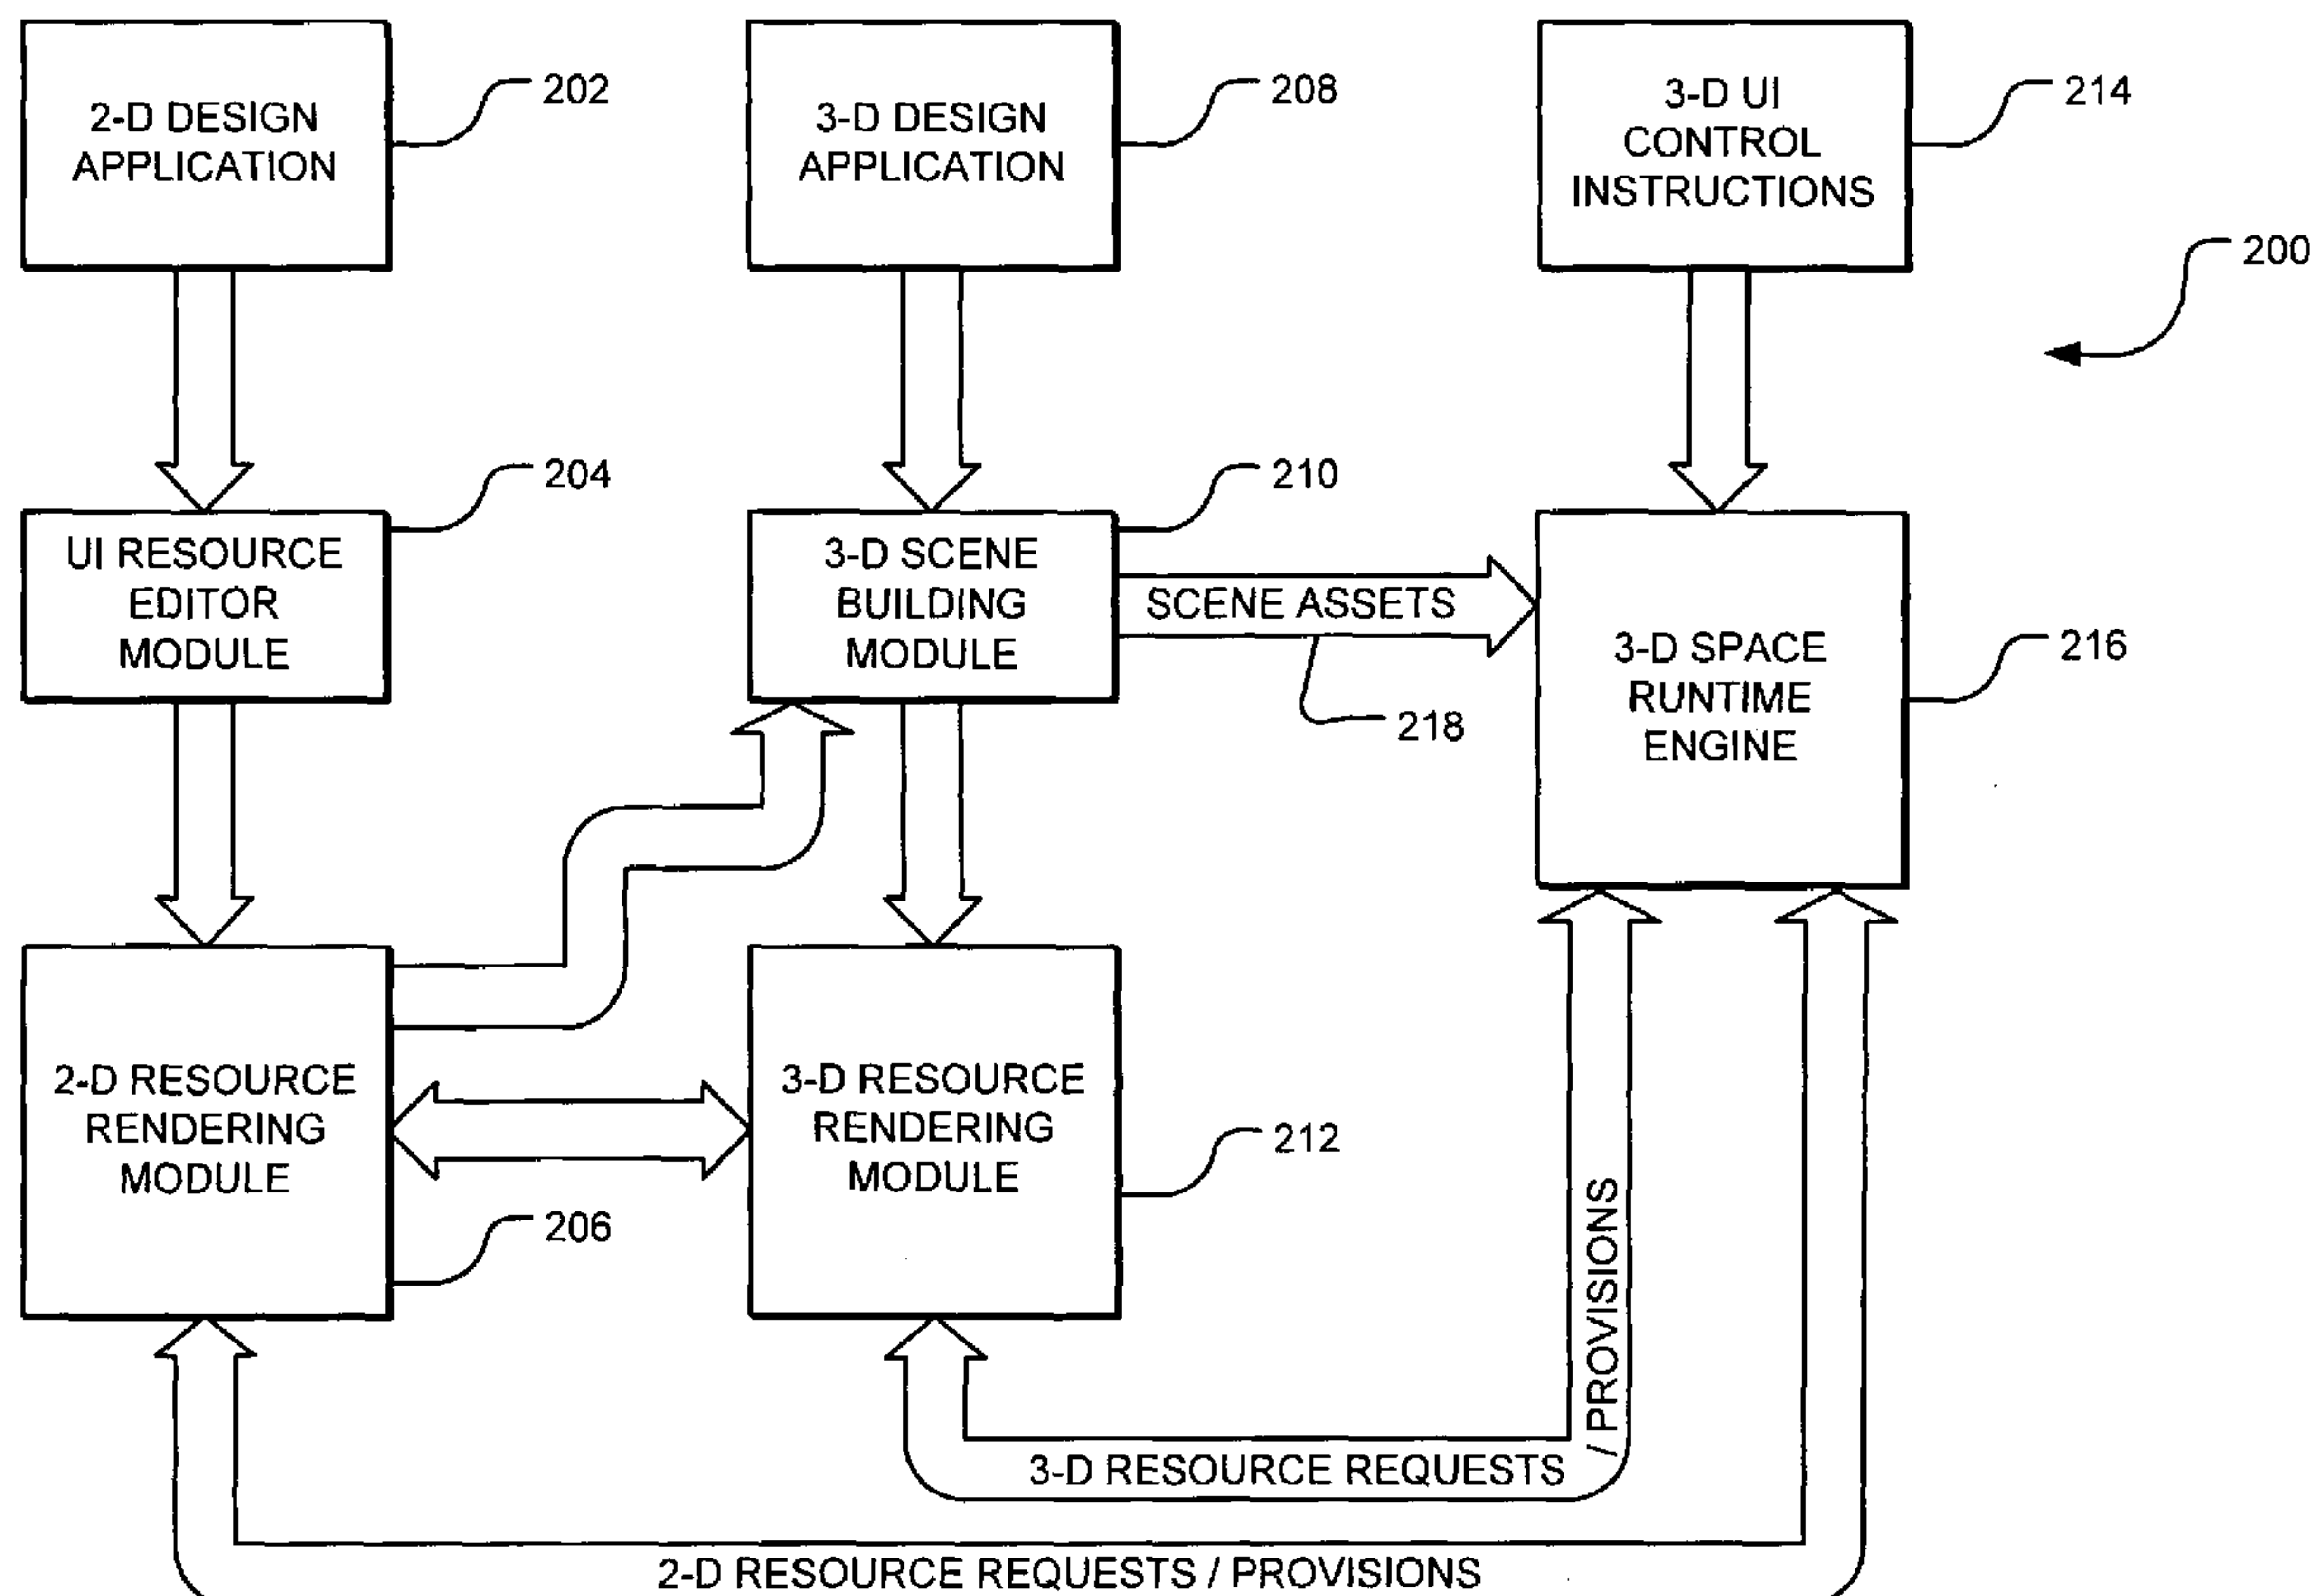 2-D DESIGN
APPLICATION
202
3-D DESIGN
APPLICATION
208
3-D UI
CONTROL
INSTRUCTIONS
214
200
UI RESOURCE
EDITOR
MODULE
204
3-D SCENE
BUILDING
MODULE
210
SCENE ASSETS
218
3-D SPACE
RUNTIME
ENGINE
216
2-D RESOURCE
RENDERING
MODULE
206
3-D RESOURCE
RENDERING
MODULE
212
3-D RESOURCE REQUESTS
/ PROVISIONS
2-D RESOURCE REQUESTS / PROVISIONS